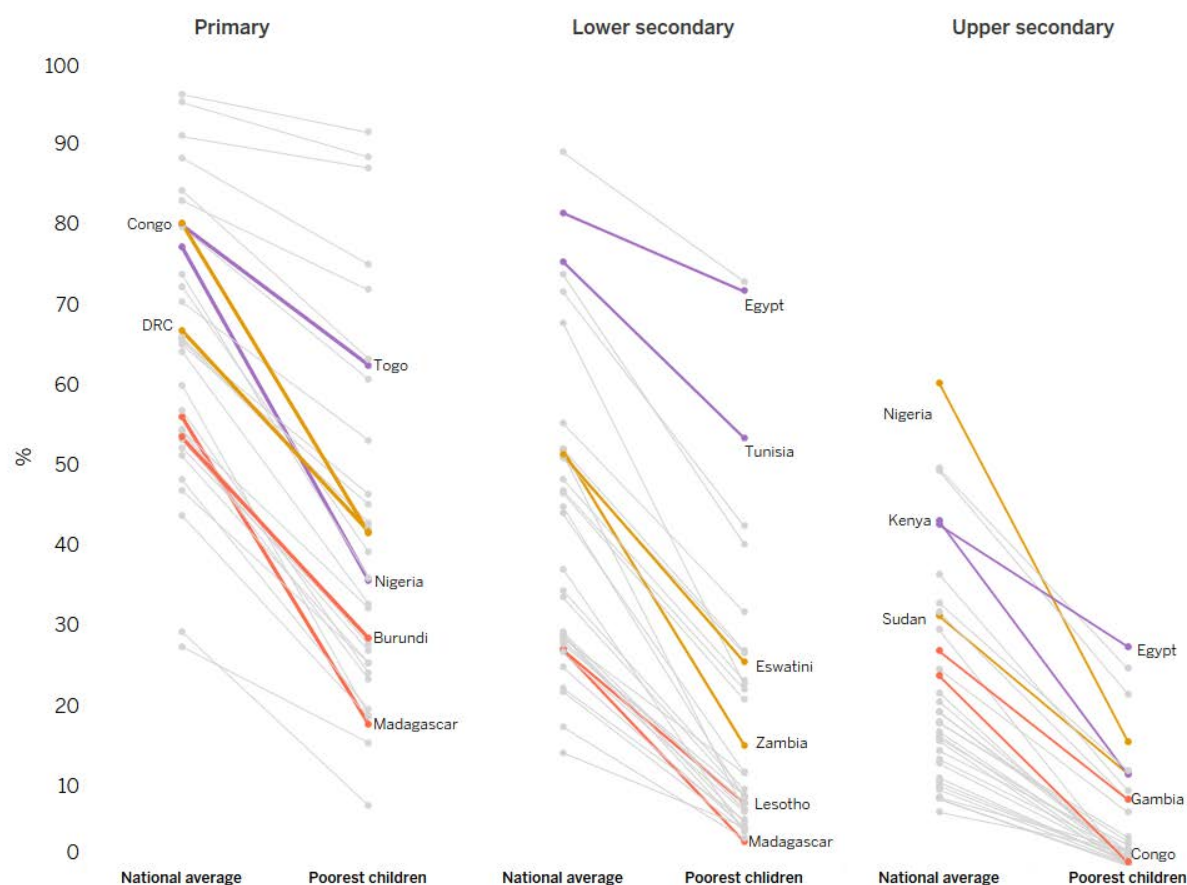 Primary
Lower secondary
Upper secondary
100
90
80
70
60
50
40
30
20
10
0
%
Congo
DRC
Togo
Nigeria
Burundi
Madagascar
Egypt
Tunisia
Eswatini
Zambia
Lesotho
Madagascar
Nigeria
Kenya
Sudan
Egypt
Gambia
Congo
National average
Poorest children
National average
Poorest children
National average
Poorest children